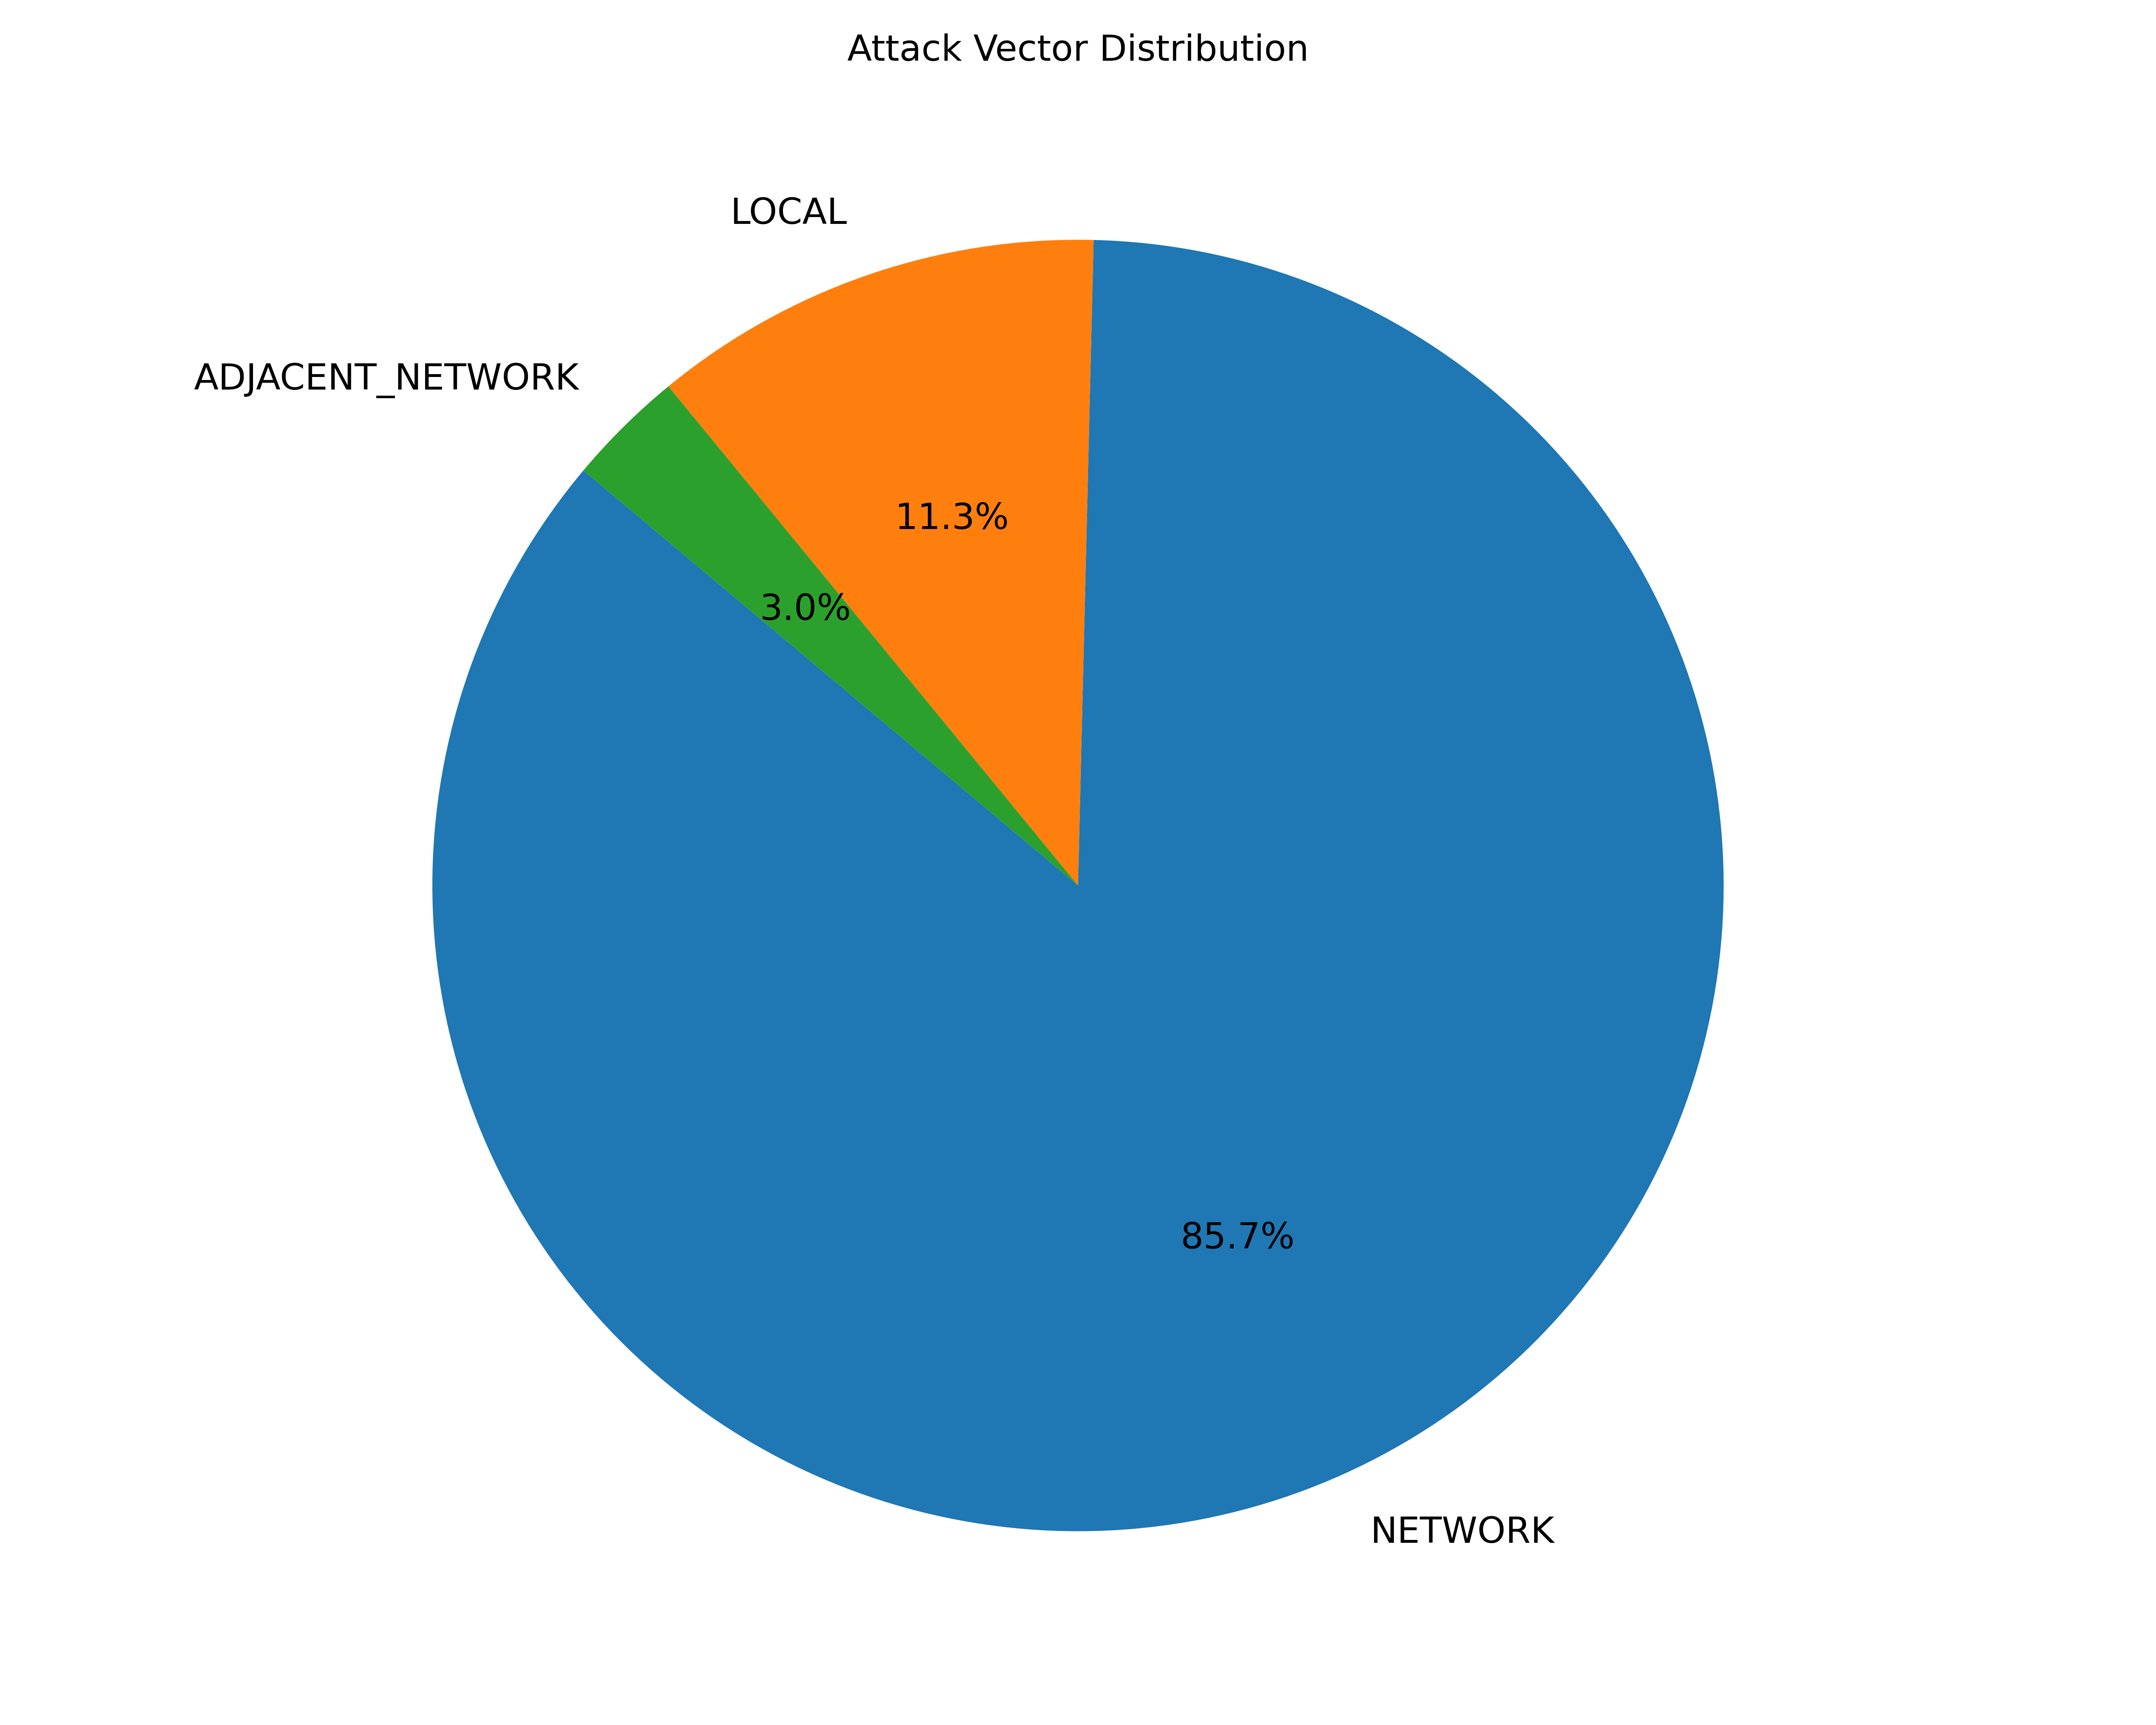 Attack Vector Distribution
LOCAL
ADJACENT_NETWORK
11.3%
3.0%
85.7%
NETWORK